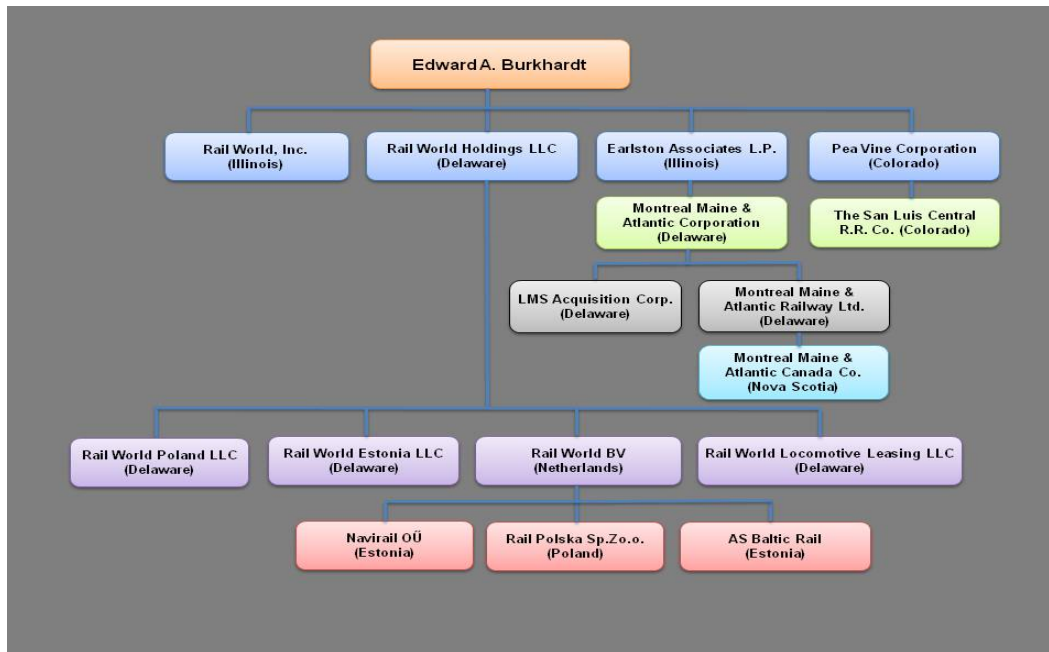 Edward A. Burkhardt
Rail World, Inc.
(Illinois)
Rail World Holdings LLC
(Delaware)
Earlston Associates L.P.
(Illinois)
Pea Vine Corporation
(Colorado)
Montreal Maine &
Atlantic Corporation
(Delaware)
The San Luis Central
R.R. Co. (Colorado)
LMS Acquisition Corp.
(Delaware)
Montreal Maine &
Atlantic Railway Ltd.
(Delaware)
Montreal Maine &
Atlantic Canada Co.
(Nova Scotia)
Rail World Poland LLC
(Delaware)
Rail World Estonia LLC
(Delaware)
Rail World BV
(Netherlands)
Rail World Locomotive Leasing LLC
(Delaware)
Navirail OÜ
(Estonia)
Rail Polska Sp.Zo.o.
(Poland)
AS Baltic Rail
(Estonia)